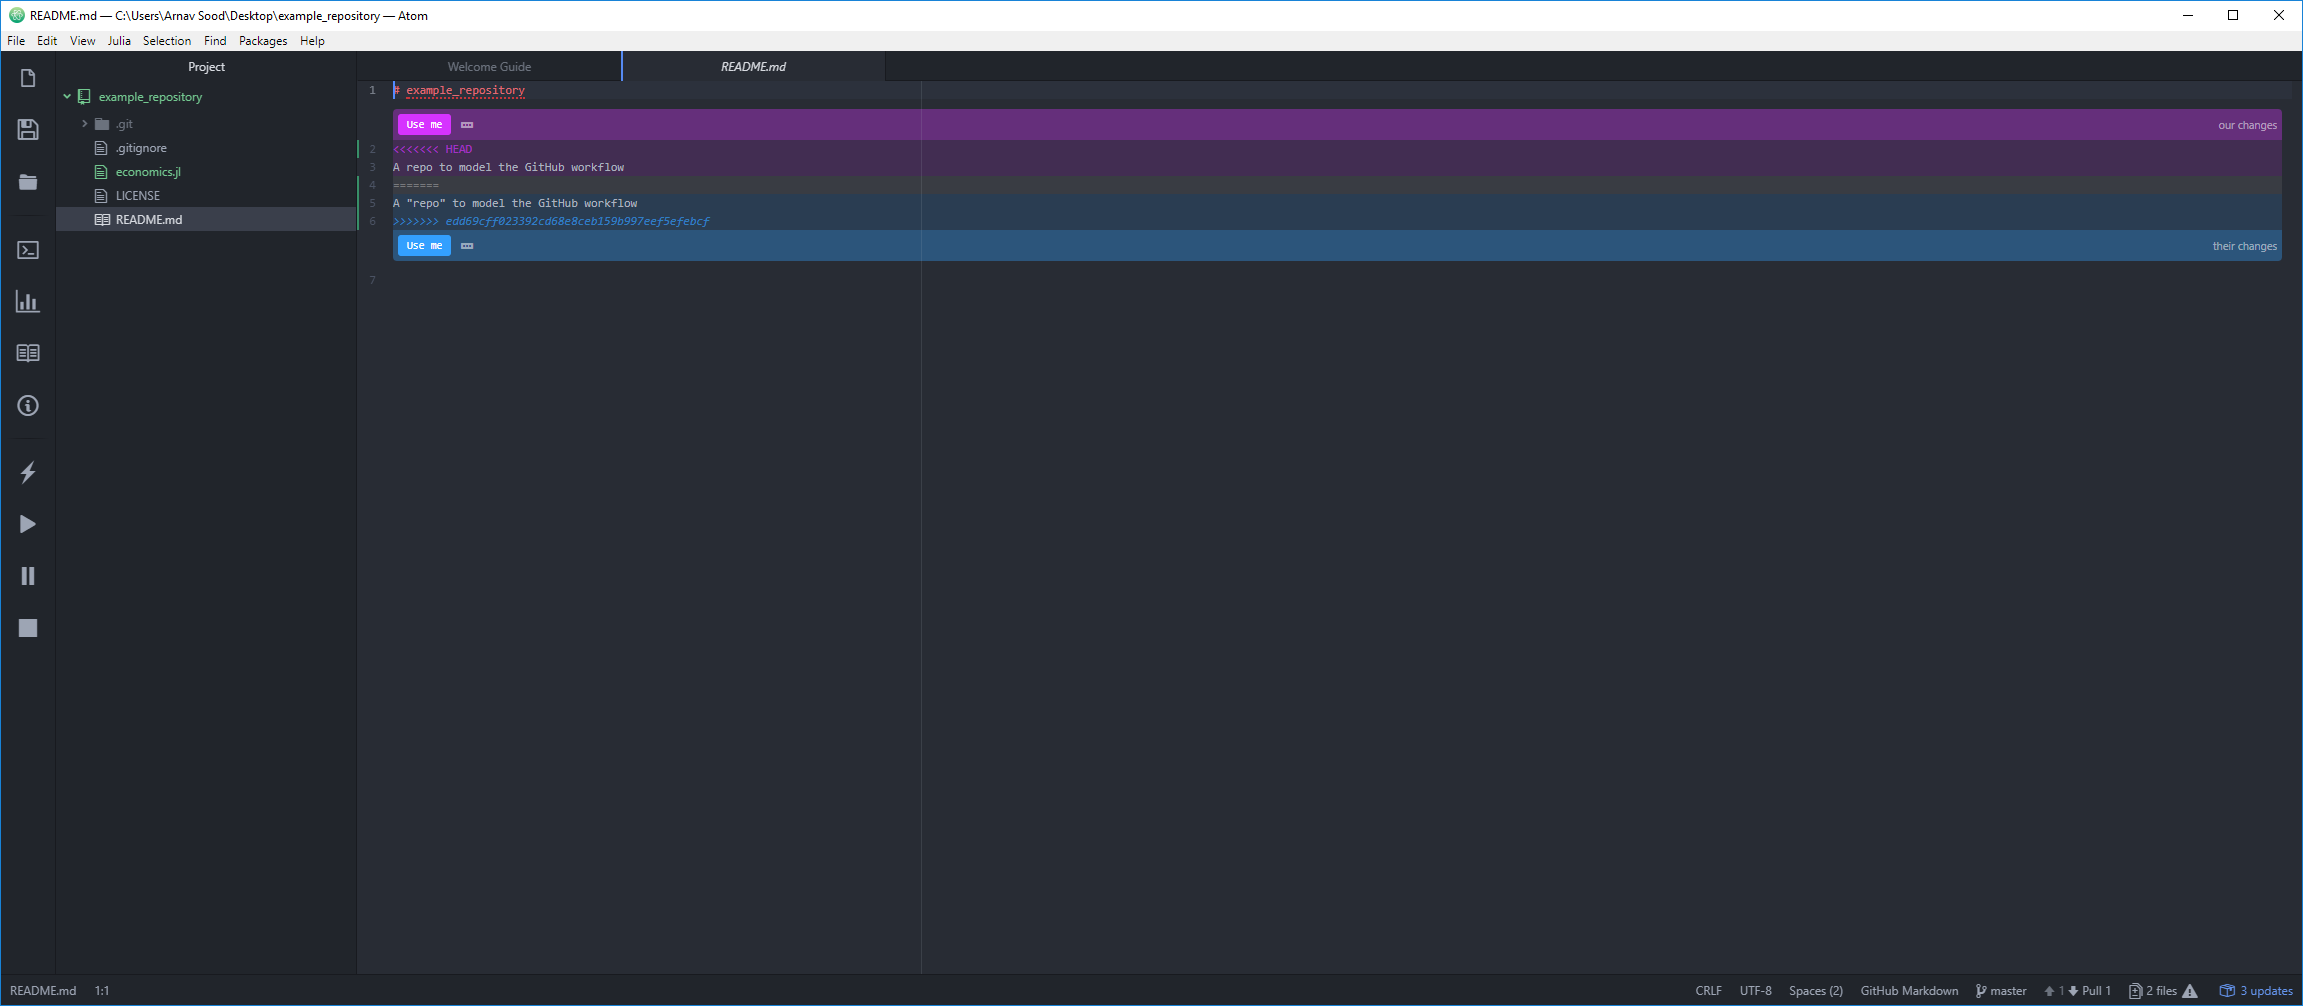 README.md — C:\Users\Arnav Sood\Desktop\example_repository — Atom
File Edit View Julia Selection Find Packages Help
Project
example_repository
.git
.gitignore
economics.jl
LICENSE
README.md
Welcome Guide
README.md
1 # example_repository
Use me
our changes
2 <<<<<<< HEAD
3 A repo to model the GitHub workflow
4 =======
5 A "repo" to model the GitHub workflow
6 >>>>>>> edd69cff023392cd68e8ceb159b997eef5efebcf
Use me
their changes
7
README.md 1:1
CRLF UTF-8 Spaces (2) GitHub Markdown master 1 Pull 1 2 files 3 updates